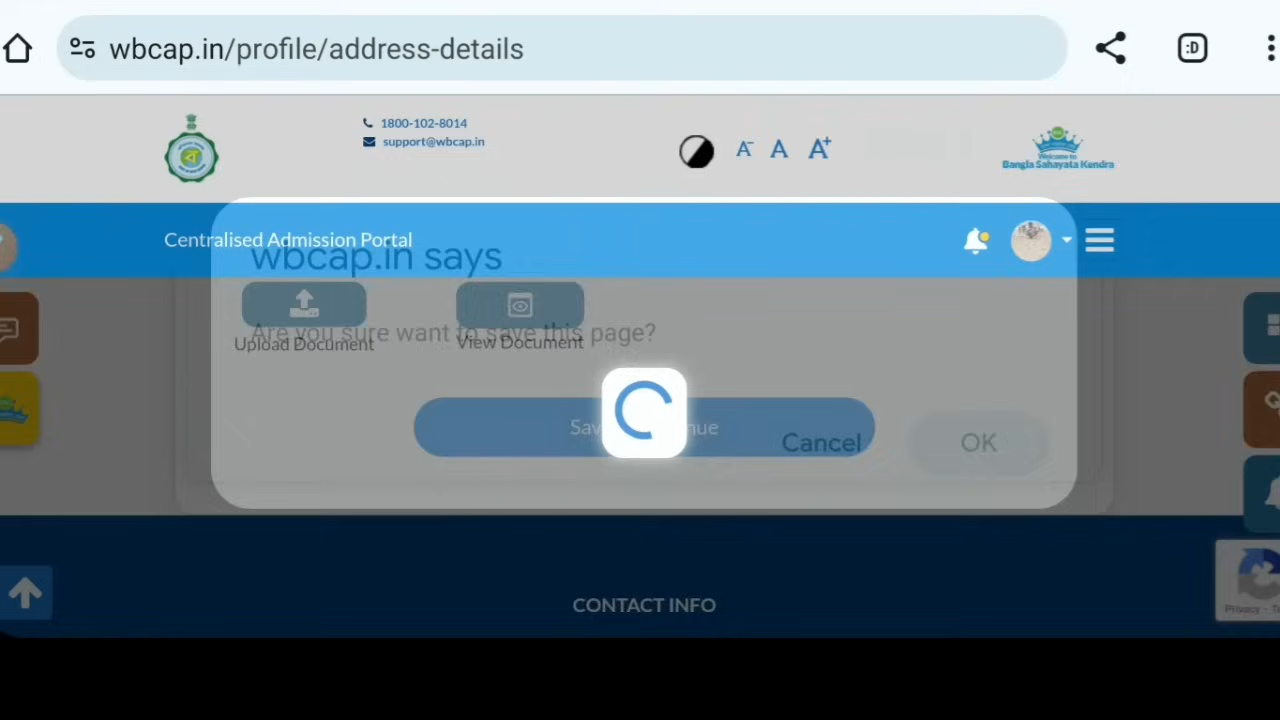 wbcap.in/profile/address-details
:D
1800-102-8014
support@wbcap.in
A- A A+
Welcome to
Bangla Sahayata Kendra
Centralised Admission Portal
wbcap.in says
Are you sure want to save this page?
Upload Document
View Document
Cancel
OK
CONTACT INFO